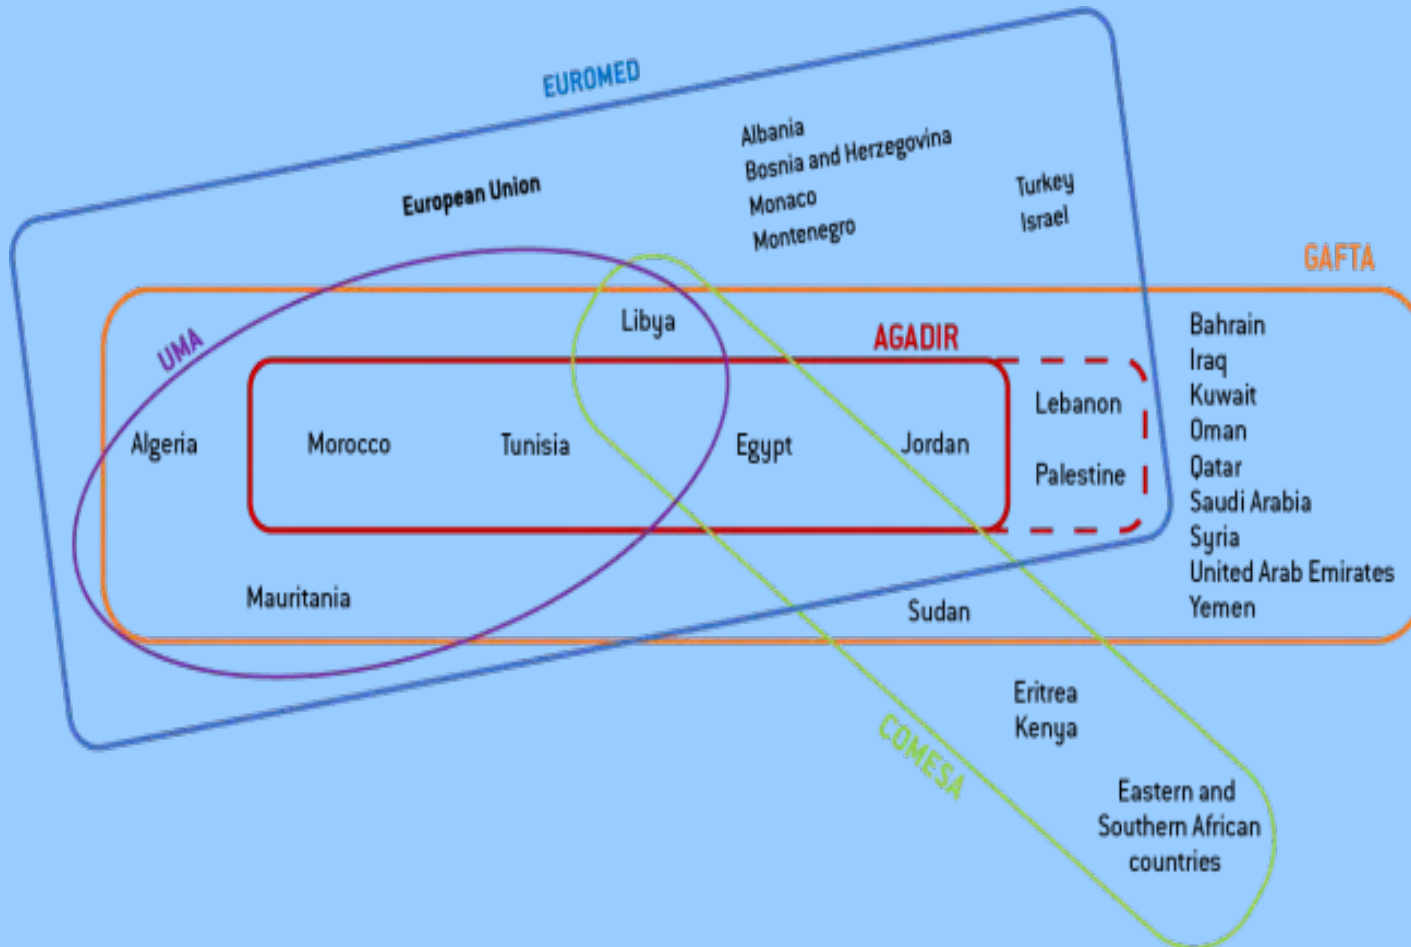 EUROMED
Albania
Bosnia and Herzegovina
Monaco
Montenegro
European Union
Turkey
Israel
GAFTA
UMA
Libya
AGADIR
Bahrain
Iraq
Kuwait
Oman
Qatar
Saudi Arabia
Syria
United Arab Emirates
Yemen
Algeria
Morocco
Tunisia
Egypt
Jordan
Lebanon
Palestine
Mauritania
Sudan
Eritrea
Kenya
COMESA
Eastern and
Southern African
countries